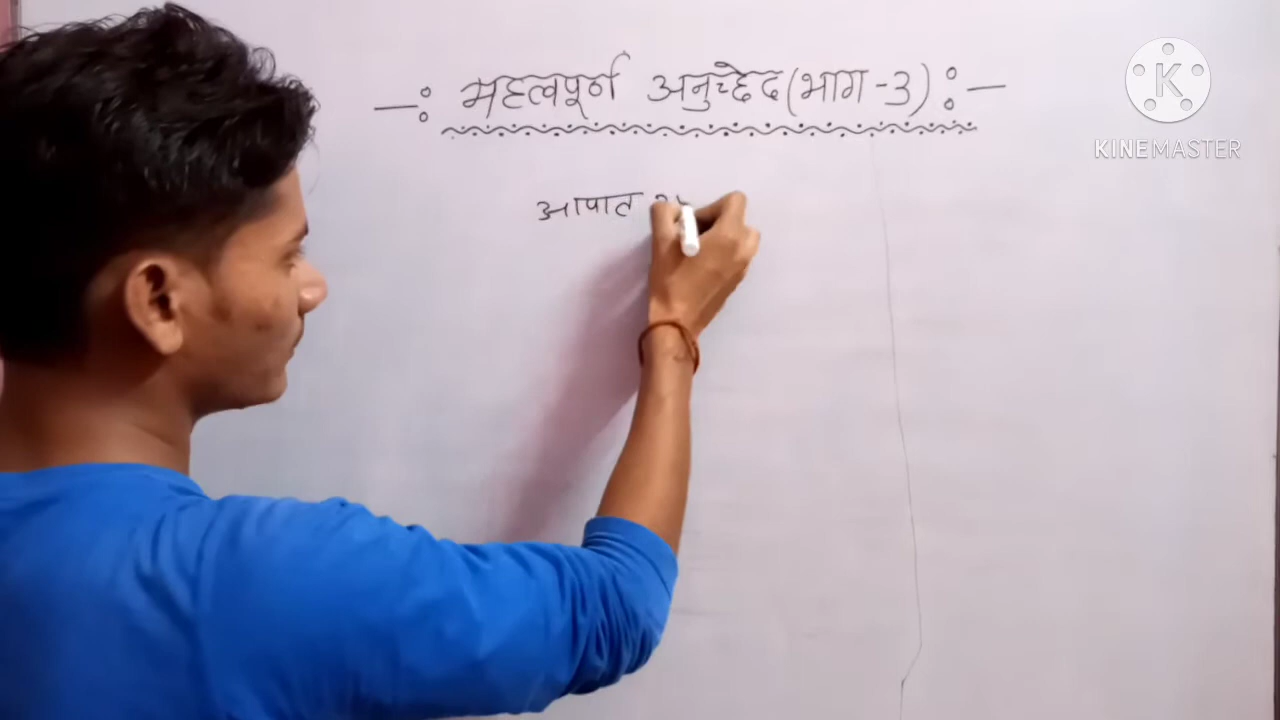 —: महत्वपूर्ण अनुच्छेद (भाग-3) :—
आपात
K
KINEMASTER